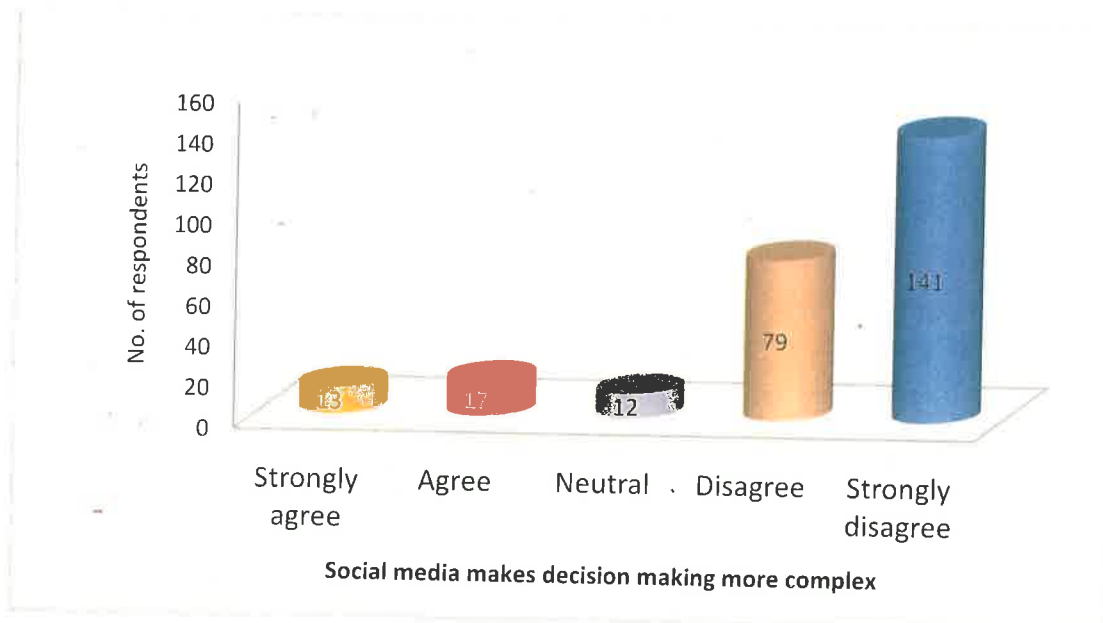 160
140
120
100
80
60
40
20
0
No. of respondents
13
17
12
79
141
Strongly
agree
Agree
Neutral
Disagree
Strongly
disagree
Social media makes decision making more complex